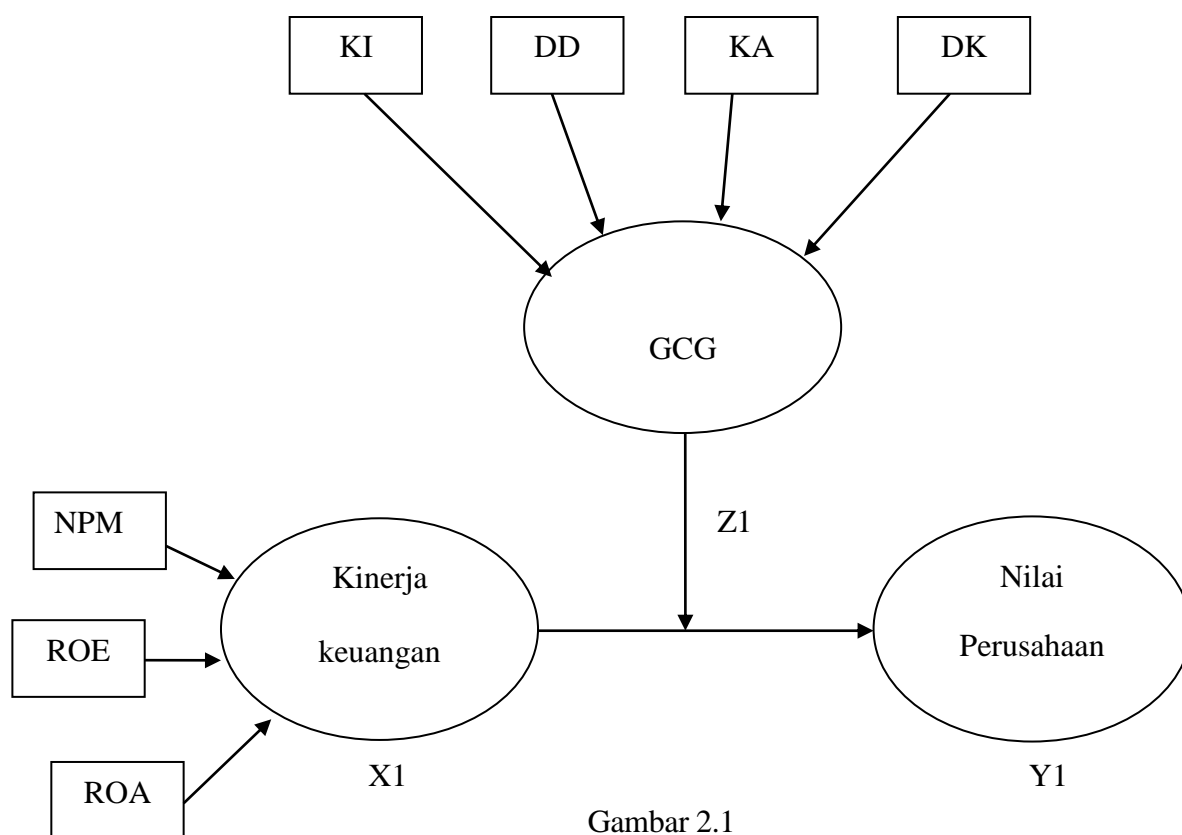 KI
DD
KA
DK
GCG
Z1
NPM
ROE
ROA
Kinerja
keuangan
X1
Nilai
Perusahaan
Y1
Gambar 2.1